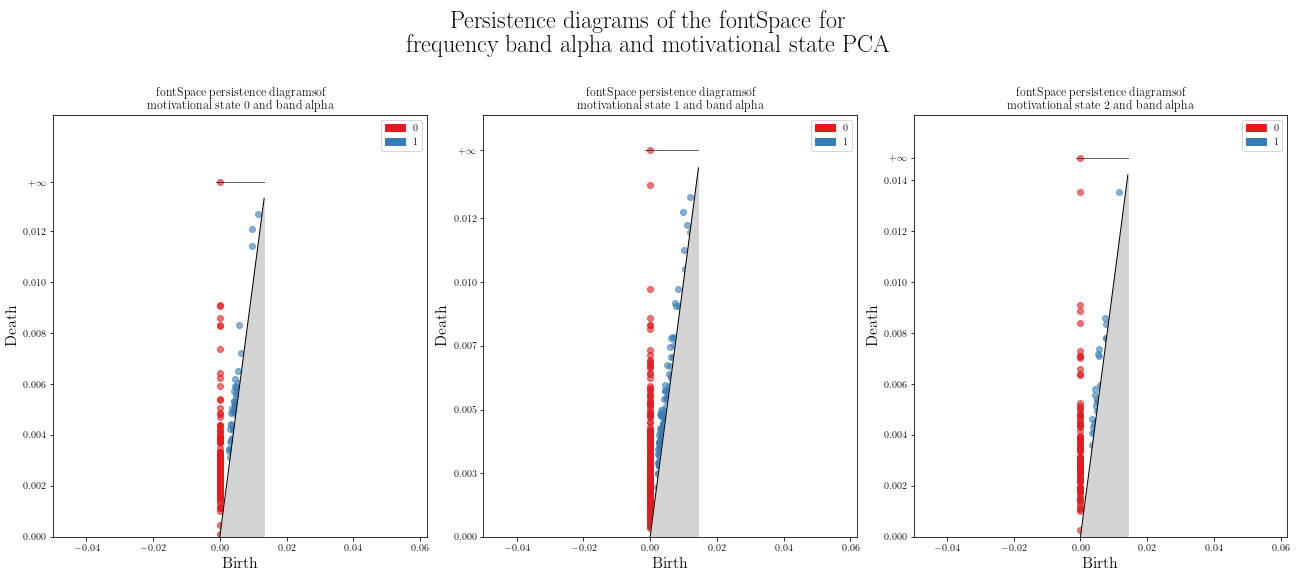 Persistence diagrams of the fontSpace for
frequency band alpha and motivational state PCA
fontSpace persistence diagramsof
motivational state 0 and band alpha
0
1
+∞
0.012
0.010
0.008
0.006
0.004
0.002
0.000
Death
−0.04 −0.02 0.00 0.02 0.04 0.06
Birth
fontSpace persistence diagramsof
motivational state 1 and band alpha
0
1
+∞
0.012
0.010
0.007
0.005
0.003
0.000
Death
−0.04 −0.02 0.00 0.02 0.04 0.06
Birth
fontSpace persistence diagramsof
motivational state 2 and band alpha
0
1
+∞
0.014
0.012
0.010
0.008
0.006
0.004
0.002
0.000
Death
−0.04 −0.02 0.00 0.02 0.04 0.06
Birth